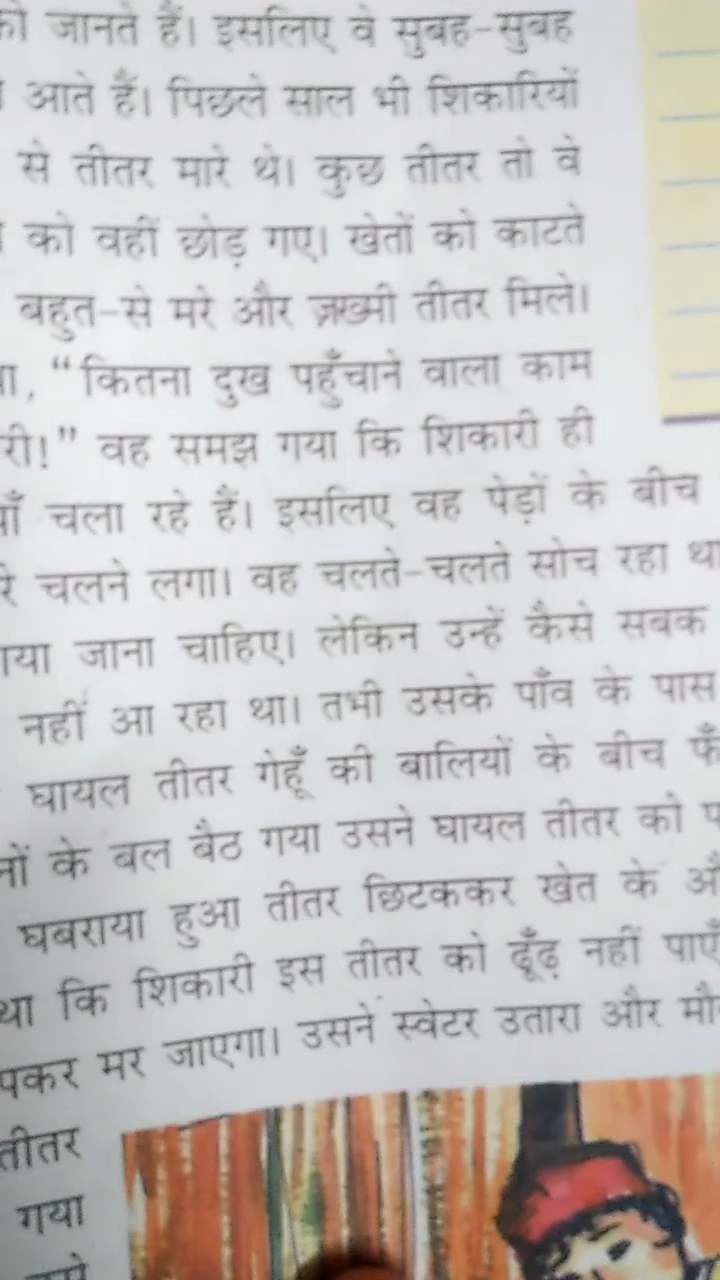 को जानते हैं। इसलिए वे सुबह-सुबह
आते हैं। पिछले साल भी शिकारियों
से तीतर मारे थे। कुछ तीतर तो वे
को वहीं छोड़ गए। खेतों को काटते
बहुत-से मरे और ज़ख्मी तीतर मिले।
“कितना दुख पहुँचाने वाला काम
वह समझ गया कि शिकारी ही
चला रहे हैं। इसलिए वह पेड़ों के बीच
चलने लगा। वह चलते-चलते सोच रहा था
जाना चाहिए। लेकिन उन्हें कैसे सबक
नहीं आ रहा था। तभी उसके पाँव के पास
घायल तीतर गेहूँ की बालियों के बीच
के बल बैठ गया उसने घायल तीतर को
घबराया हुआ तीतर छिटककर खेत के
था कि शिकारी इस तीतर को ढूँढ़ नहीं
मर जाएगा। उसने स्वेटर उतारा और
तीतर
गया